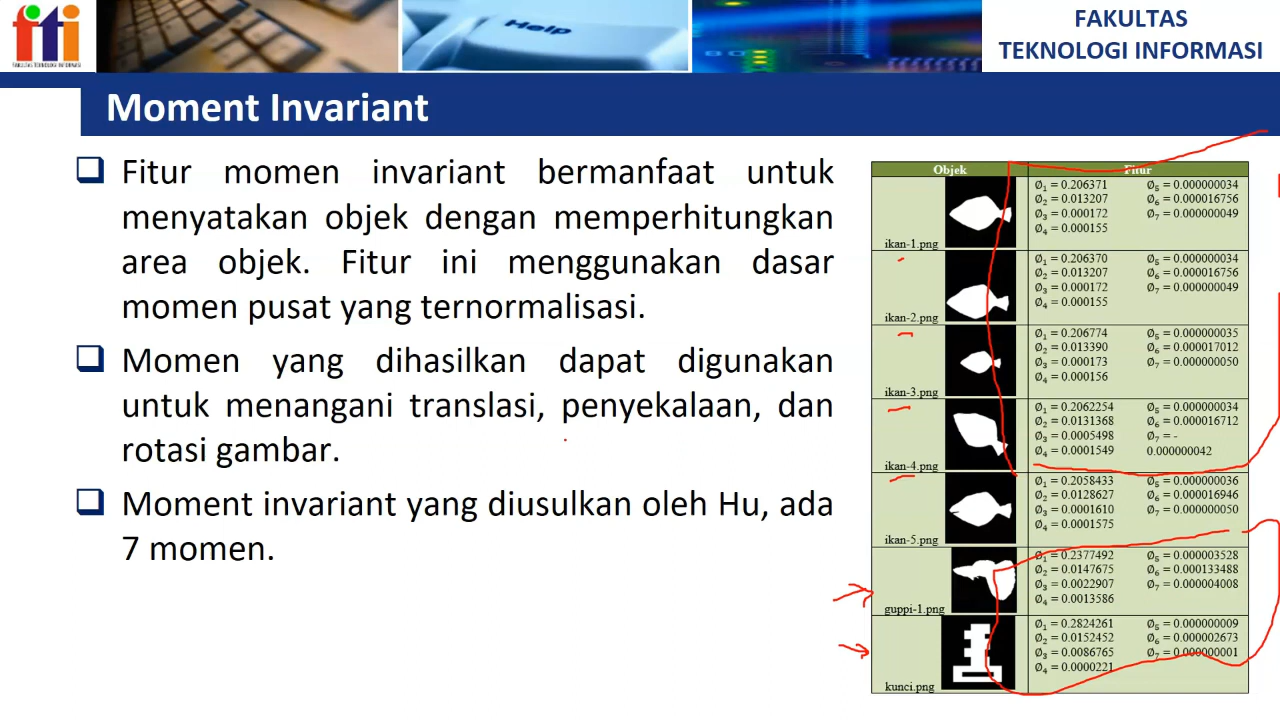 fti
FAKULTAS TEKNOLOGI INFORMASI
Help
FAKULTAS
TEKNOLOGI INFORMASI
Moment Invariant
Fitur momen invariant bermanfaat untuk
menyatakan objek dengan memperhitungkan
area objek. Fitur ini menggunakan dasar
momen pusat yang ternormalisasi.
Momen yang dihasilkan dapat digunakan
untuk menangani translasi, penyekalaan, dan
rotasi gambar.
Moment invariant yang diusulkan oleh Hu, ada
7 momen.
Objek Fitur
ikan-1.png
Ø₁ = 0.206371 Ø₅ = 0.000000034
Ø₂ = 0.013207 Ø₆ = 0.000016756
Ø₃ = 0.000172 Ø₇ = 0.000000049
Ø₄ = 0.000155
ikan-2.png
Ø₁ = 0.206370 Ø₅ = 0.000000034
Ø₂ = 0.013207 Ø₆ = 0.000016756
Ø₃ = 0.000172 Ø₇ = 0.000000049
Ø₄ = 0.000155
ikan-3.png
Ø₁ = 0.206774 Ø₅ = 0.000000035
Ø₂ = 0.013390 Ø₆ = 0.000017012
Ø₃ = 0.000173 Ø₇ = 0.000000050
Ø₄ = 0.000156
ikan-4.png
Ø₁ = 0.2062254 Ø₅ = 0.000000034
Ø₂ = 0.0131368 Ø₆ = 0.000016712
Ø₃ = 0.0005498 Ø₇ = -
Ø₄ = 0.0001549 0.000000042
ikan-5.png
Ø₁ = 0.2058433 Ø₅ = 0.000000036
Ø₂ = 0.0128627 Ø₆ = 0.000016946
Ø₃ = 0.0001610 Ø₇ = 0.000000050
Ø₄ = 0.0001575
guppi-1.png
Ø₁ = 0.2377492 Ø₅ = 0.000003528
Ø₂ = 0.0147675 Ø₆ = 0.000133488
Ø₃ = 0.0022907 Ø₇ = 0.000004008
Ø₄ = 0.0013586
kunci.png
Ø₁ = 0.2824261 Ø₅ = 0.000000009
Ø₂ = 0.0152452 Ø₆ = 0.000002673
Ø₃ = 0.0086765 Ø₇ = 0.000000001
Ø₄ = 0.0000221